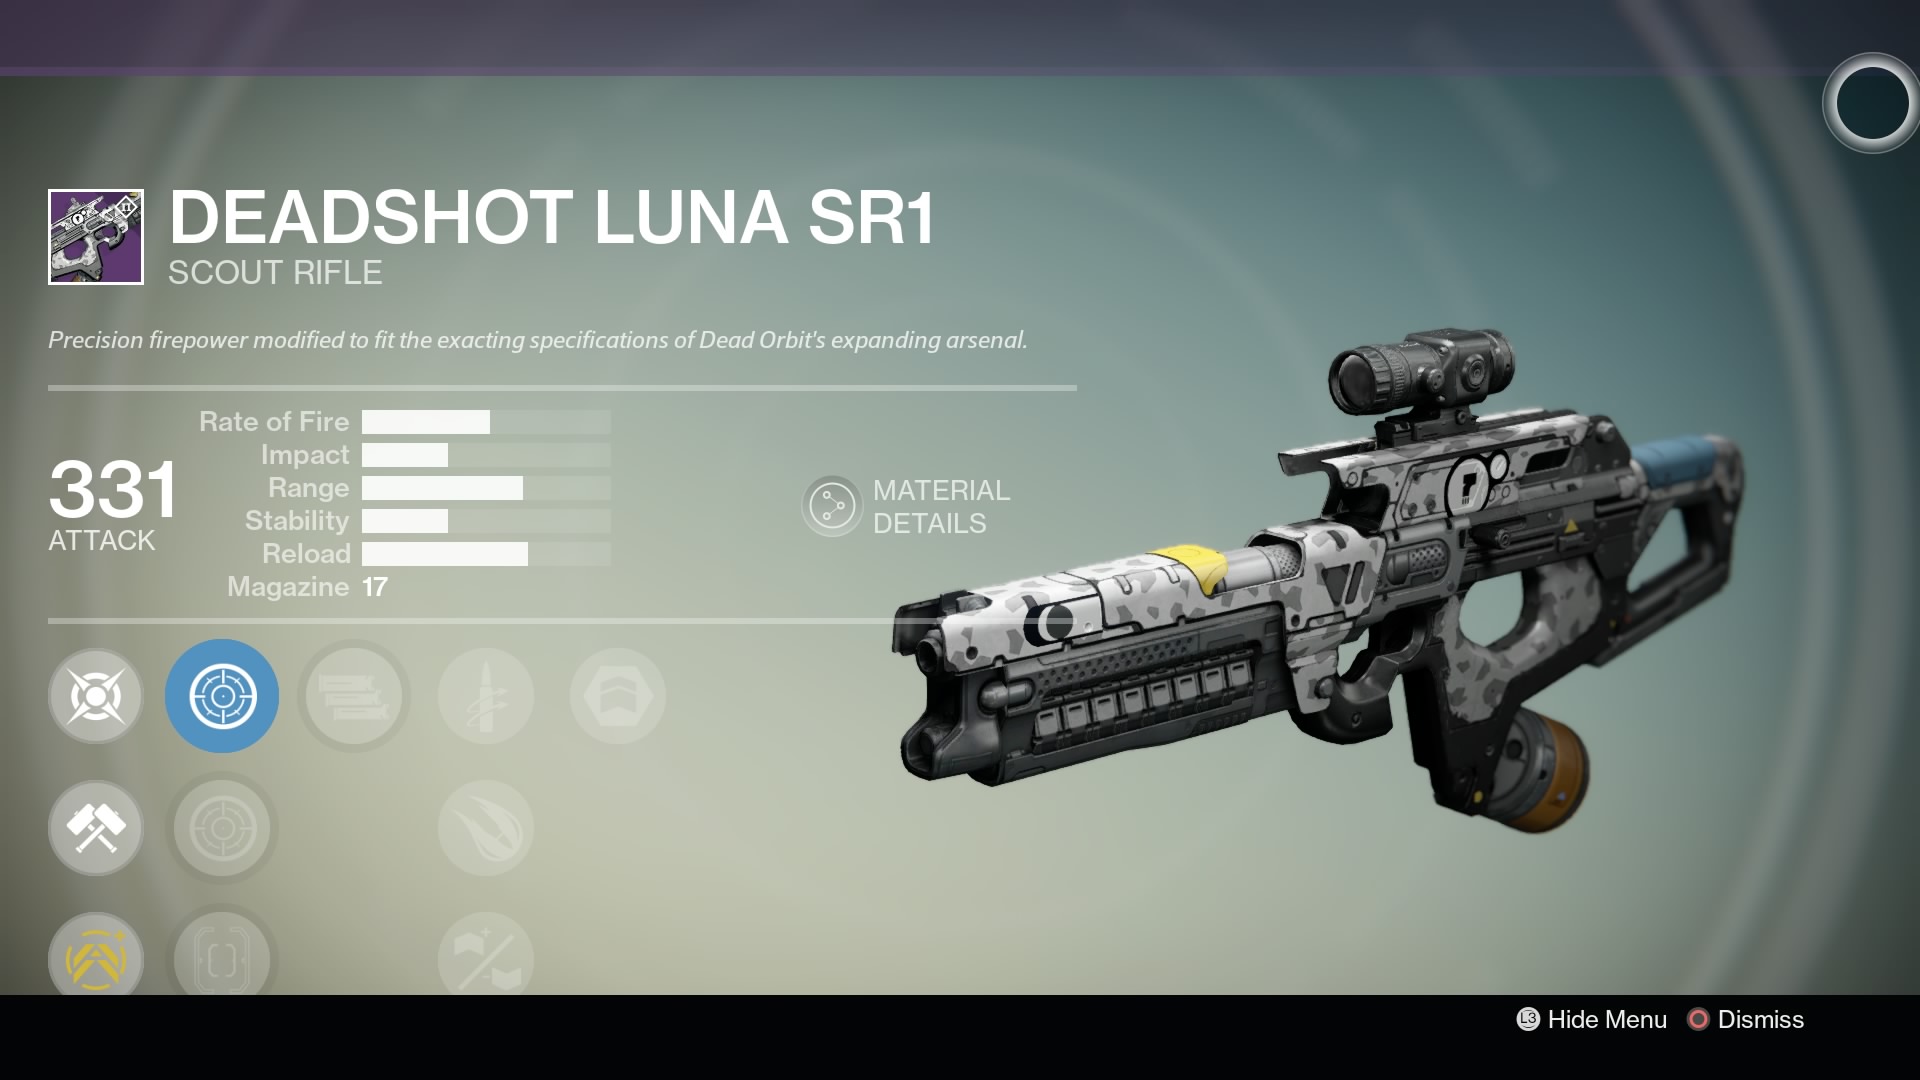 DEADSHOT LUNA SR1
SCOUT RIFLE
Precision firepower modified to fit the exacting specifications of Dead Orbit's expanding arsenal.
331
ATTACK
Rate of Fire
Impact
Range
Stability
Reload
Magazine 17
MATERIAL
DETAILS
L3 Hide Menu
Dismiss